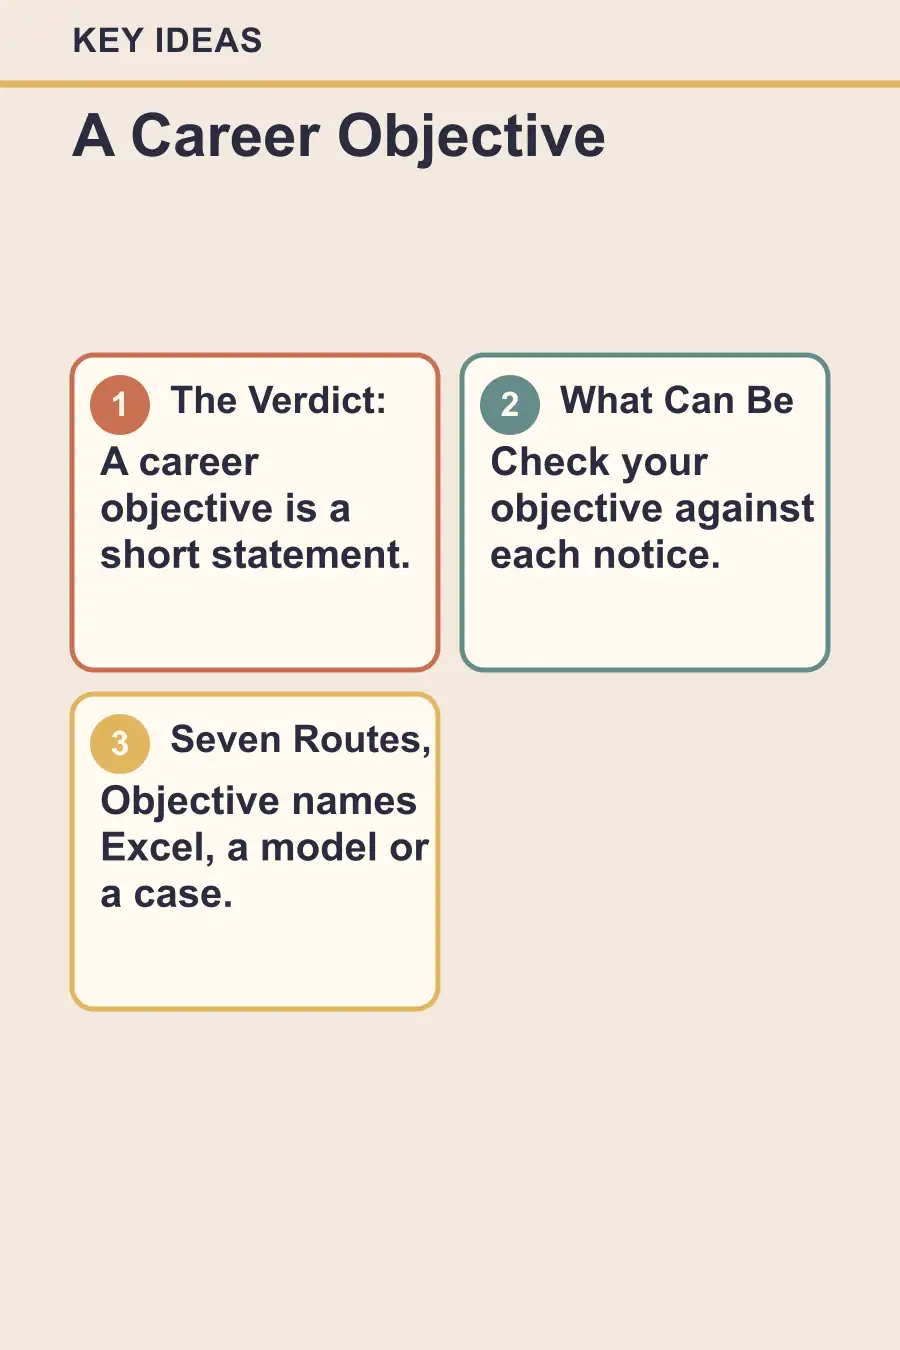 KEY IDEAS
A Career Objective
1
The Verdict:
A career
objective is a
short statement.
2
What Can Be
Check your
objective against
each notice.
3
Seven Routes,
Objective names
Excel, a model or
a case.